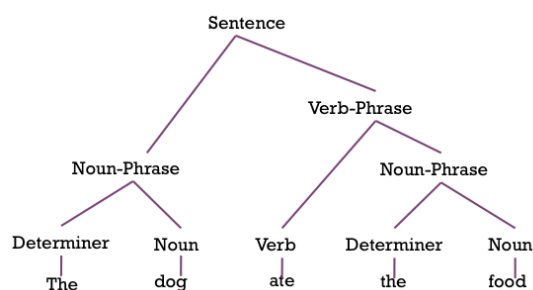 Sentence
Verb-Phrase
Noun-Phrase
Noun-Phrase
Determiner Noun Verb Determiner Noun
The dog ate the food